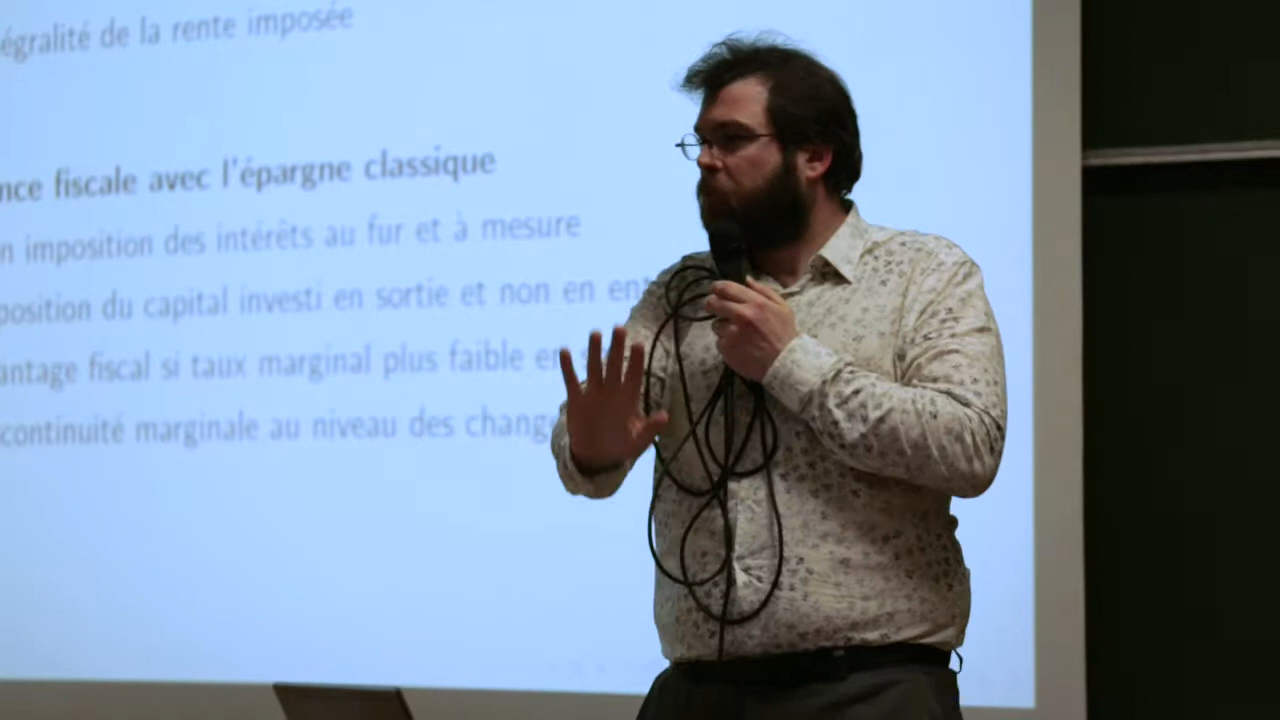 égralité de la rente imposée
nce fiscale avec l'épargne classique
n imposition des intérêts au fur et à mesure
position du capital investi en sortie et non en ent
antage fiscal si taux marginal plus faible en s
continuité marginale au niveau des change